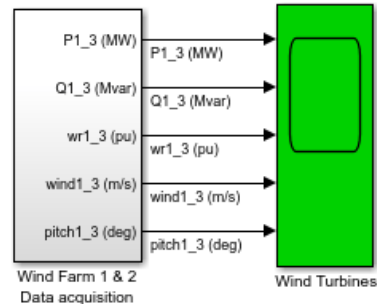 P1_3 (MW)
P1_3 (MW)
Q1_3 (Mvar)
Q1_3 (Mvar)
wr1_3 (pu)
wr1_3 (pu)
wind1_3 (m/s)
wind1_3 (m/s)
pitch1_3 (deg)
pitch1_3 (deg)
Wind Farm 1 & 2
Data acquisition
Wind Turbines